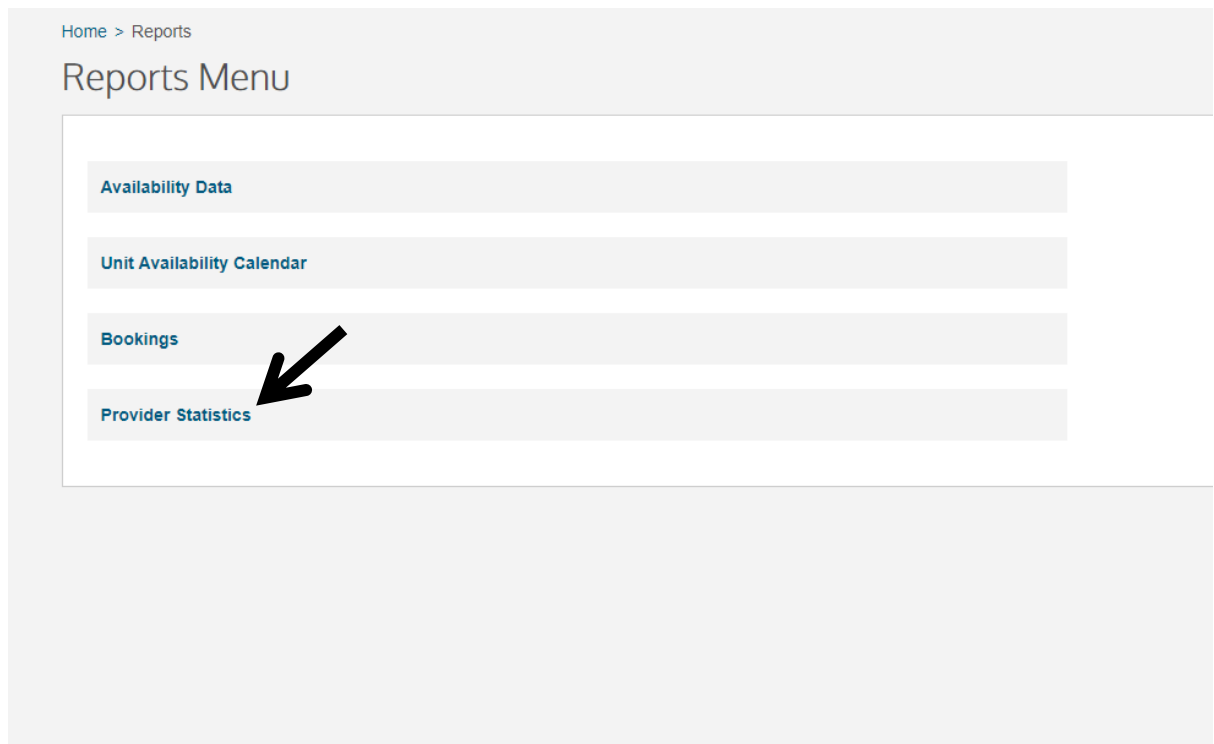 Home > Reports
Reports Menu
Availability Data
Unit Availability Calendar
Bookings
Provider Statistics